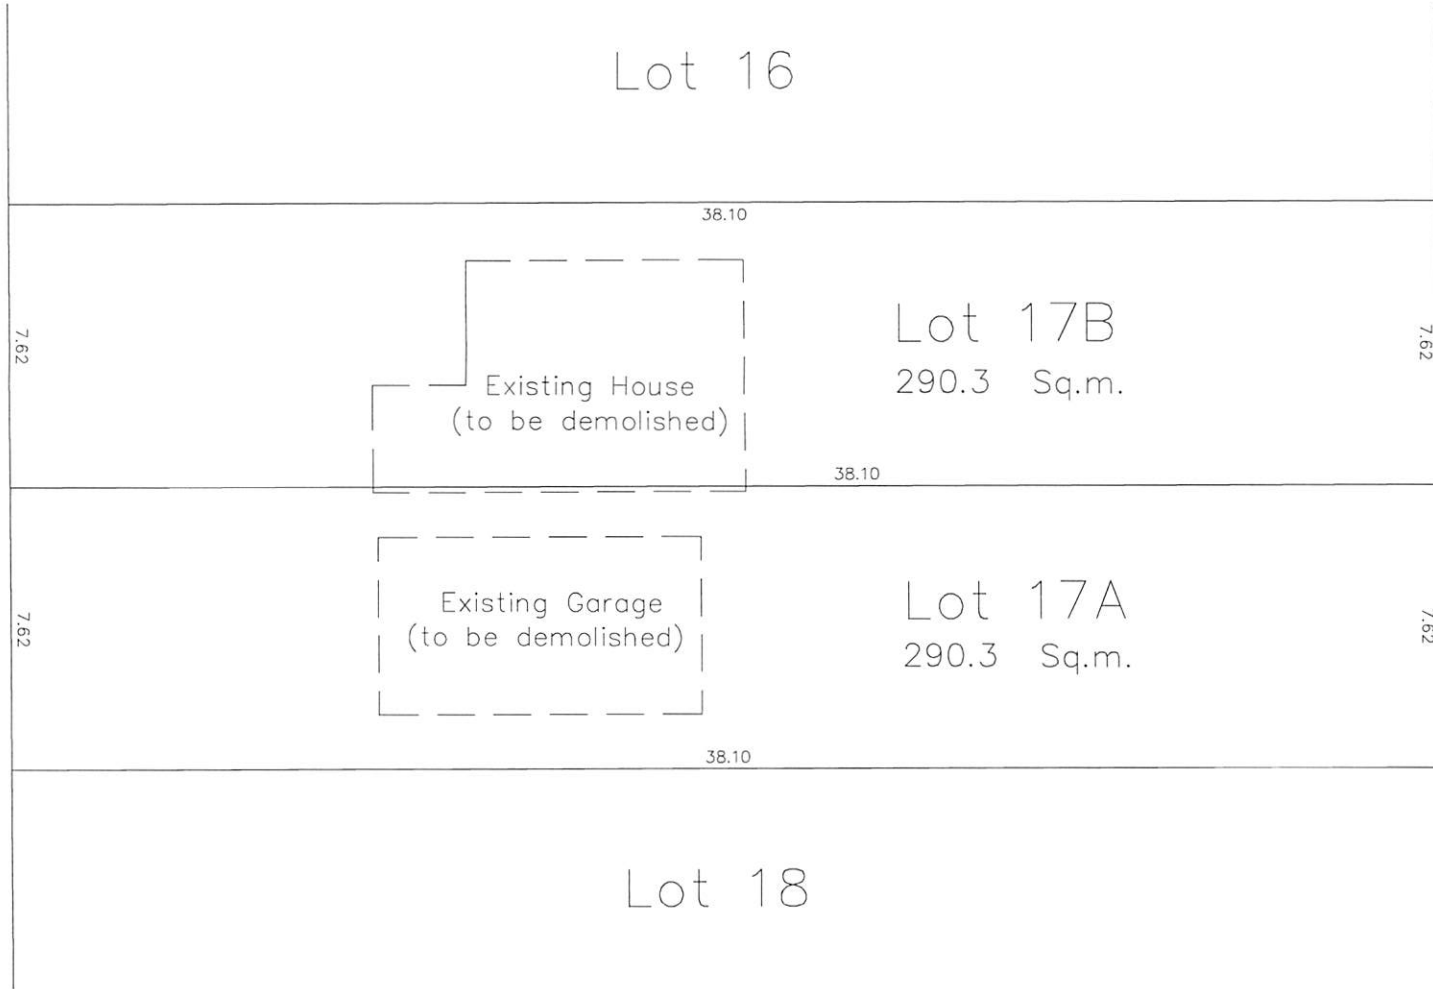 Lot 16
38.10
7.62
Lot 17B
290.3 Sq.m.
7.62
Existing House
(to be demolished)
38.10
7.62
Existing Garage
(to be demolished)
Lot 17A
290.3 Sq.m.
7.62
38.10
Lot 18